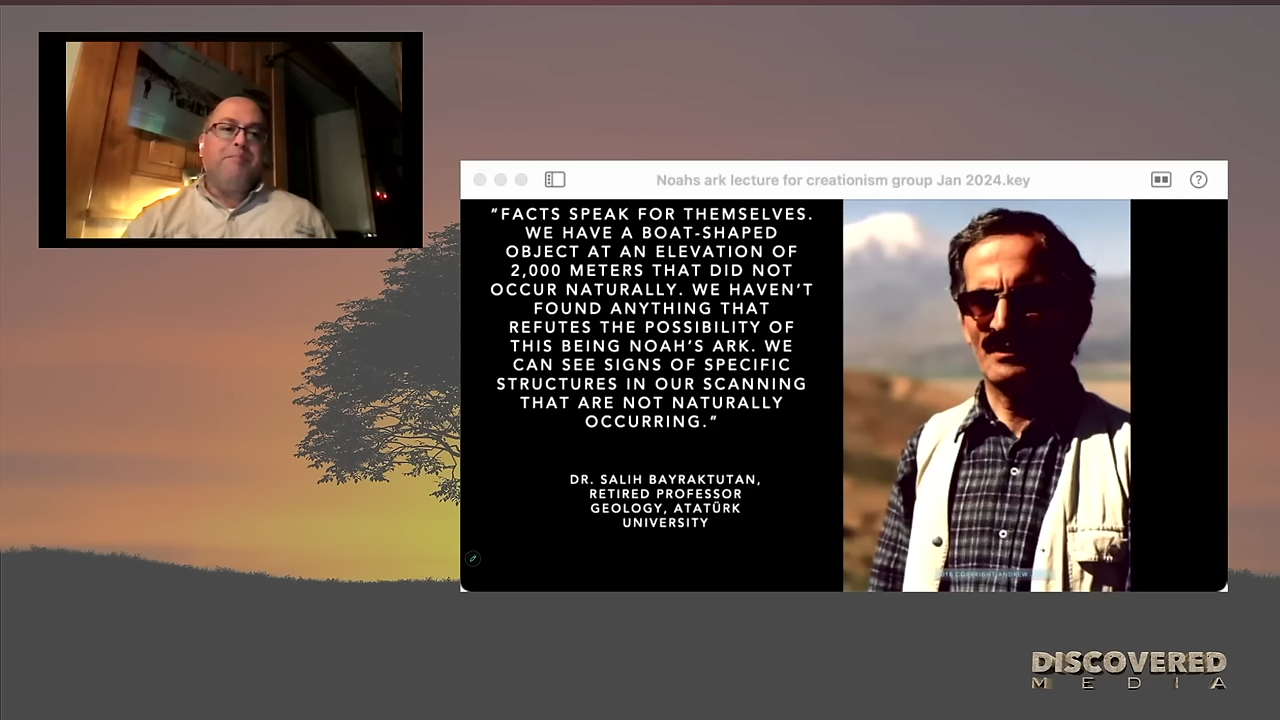 Noahs ark lecture for creationism group Jan 2024.key
"FACTS SPEAK FOR THEMSELVES.
WE HAVE A BOAT-SHAPED
OBJECT AT AN ELEVATION OF
2,000 METERS THAT DID NOT
OCCUR NATURALLY. WE HAVEN'T
FOUND ANYTHING THAT
REFUTES THE POSSIBILITY OF
THIS BEING NOAH'S ARK. WE
CAN SEE SIGNS OF SPECIFIC
STRUCTURES IN OUR SCANNING
THAT ARE NOT NATURALLY
OCCURRING."
DR. SALIH BAYRAKTUTAN,
RETIRED PROFESSOR
GEOLOGY, ATATÜRK
UNIVERSITY
COPYRIGHT ANDREW
DISCOVERED
MEDIA